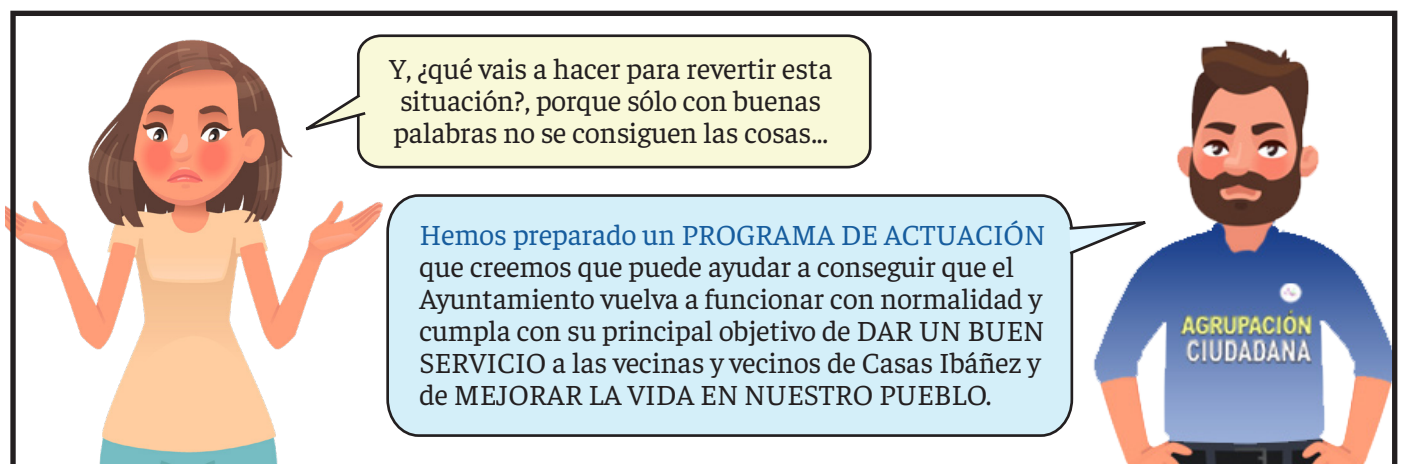 Y, ¿qué vais a hacer para revertir esta
situación?, porque sólo con buenas
palabras no se consiguen las cosas...
Hemos preparado un PROGRAMA DE ACTUACIÓN
que creemos que puede ayudar a conseguir que el
Ayuntamiento vuelva a funcionar con normalidad y
cumpla con su principal objetivo de DAR UN BUEN
SERVICIO a las vecinas y vecinos de Casas Ibáñez y
de MEJORAR LA VIDA EN NUESTRO PUEBLO.
AGRUPACIÓN
CIUDADANA